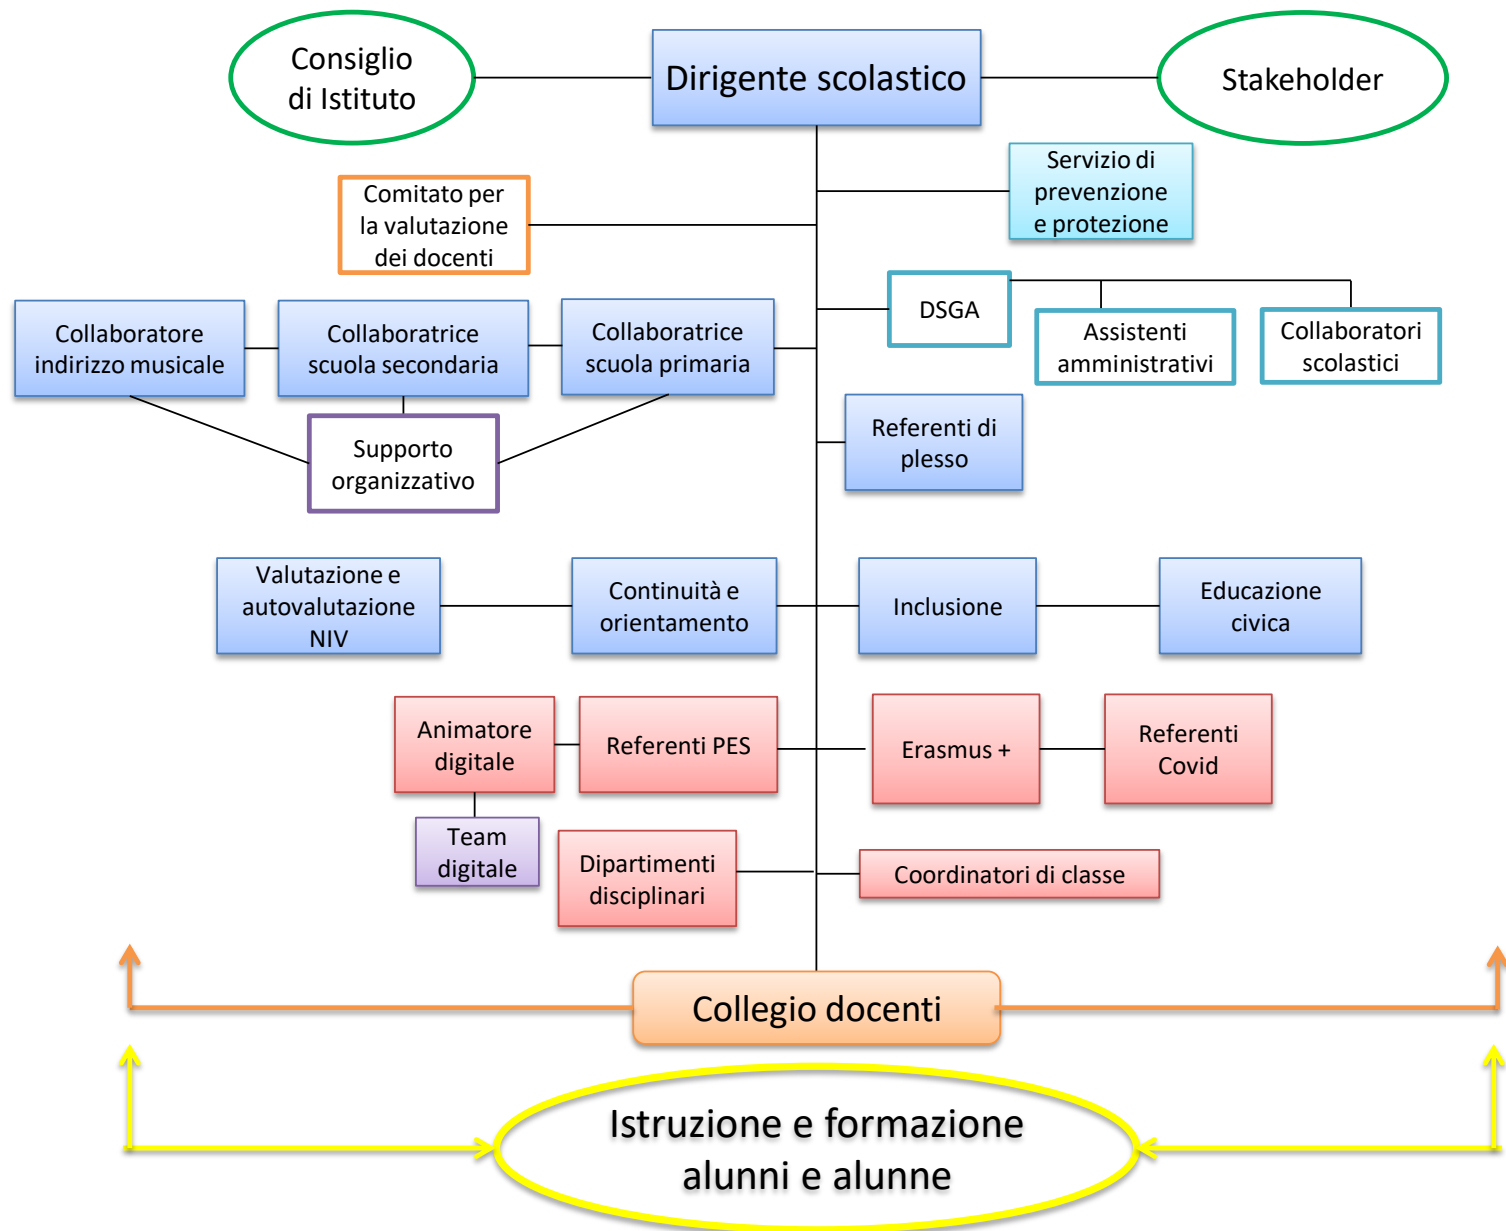 Consiglio
di Istituto
Dirigente scolastico
Stakeholder
Servizio di
prevenzione
e protezione
Comitato per
la valutazione
dei docenti
DSGA
Assistenti
amministrativi
Collaboratori
scolastici
Collaboratore
indirizzo musicale
Collaboratrice
scuola secondaria
Collaboratrice
scuola primaria
Supporto
organizzativo
Referenti di
plesso
Valutazione e
autovalutazione
NIV
Continuità e
orientamento
Inclusione
Educazione
civica
Animatore
digitale
Referenti PES
Erasmus +
Referenti
Covid
Team
digitale
Dipartimenti
disciplinari
Coordinatori di classe
Collegio docenti
Istruzione e formazione
alunni e alunne